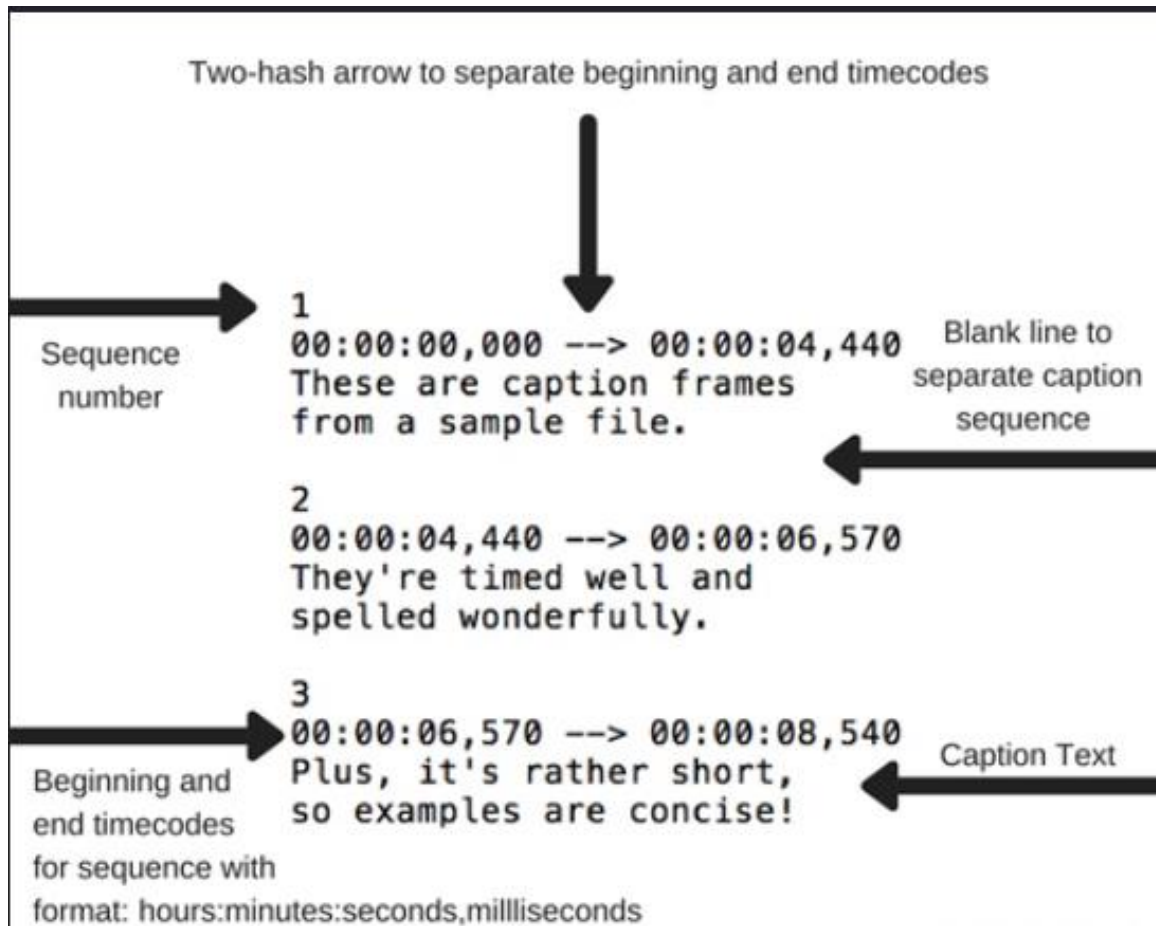 Two-hash arrow to separate beginning and end timecodes
1
00:00:00,000 --> 00:00:04,440
These are caption frames
from a sample file.
Sequence
number
Blank line to
separate caption
sequence
2
00:00:04,440 --> 00:00:06,570
They're timed well and
spelled wonderfully.
3
00:00:06,570 --> 00:00:08,540
Plus, it's rather short,
so examples are concise!
Caption Text
Beginning and
end timecodes
for sequence with
format: hours:minutes:seconds,millliseconds